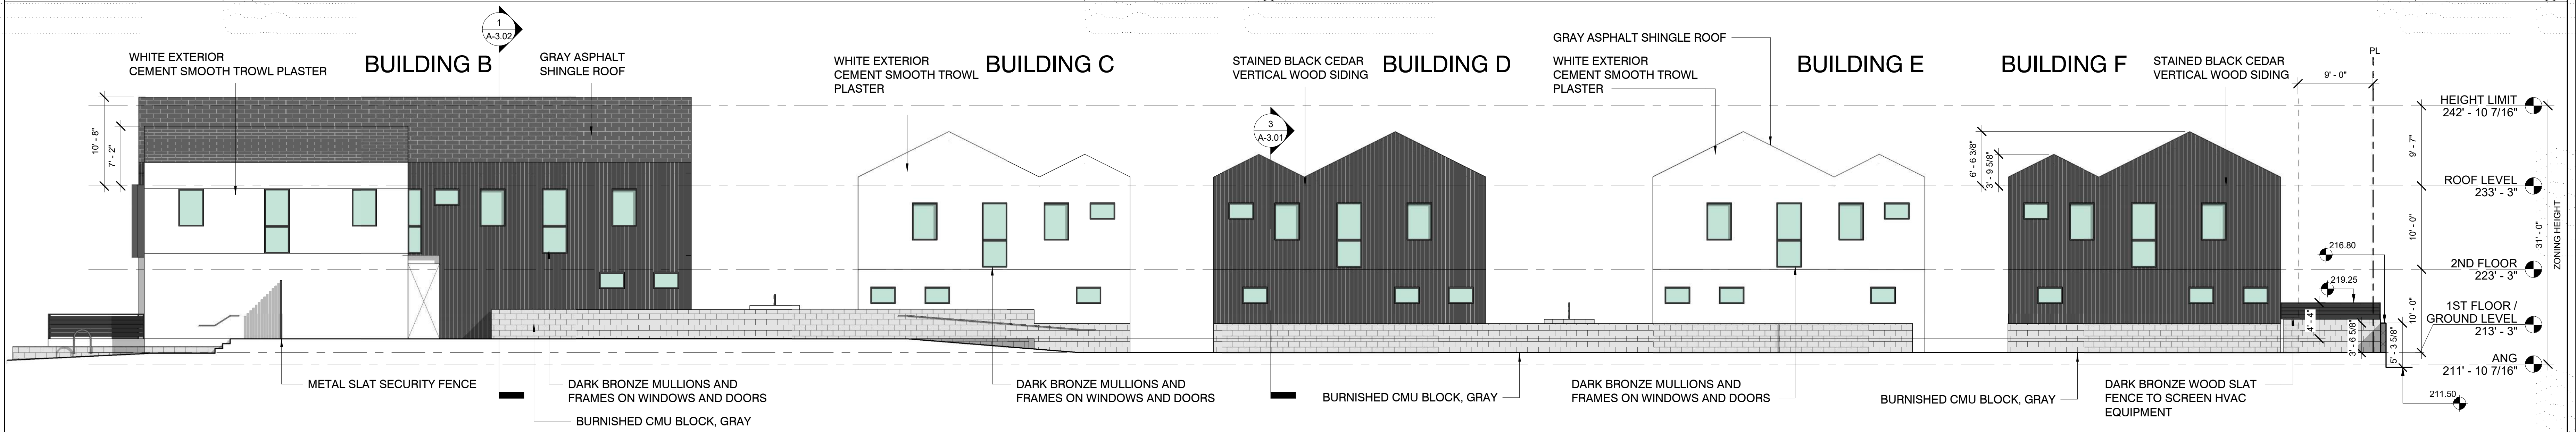 1
A-3.02
WHITE EXTERIOR
CEMENT SMOOTH TROWL PLASTER
BUILDING B
GRAY ASPHALT
SHINGLE ROOF
WHITE EXTERIOR
CEMENT SMOOTH TROWL
PLASTER
BUILDING C
STAINED BLACK CEDAR
VERTICAL WOOD SIDING
BUILDING D
GRAY ASPHALT SHINGLE ROOF
WHITE EXTERIOR
CEMENT SMOOTH TROWL
PLASTER
BUILDING E
BUILDING F
STAINED BLACK CEDAR
VERTICAL WOOD SIDING
PL
9' - 0"
10' - 8"
7' - 2"
3
A-3.01
6' - 6 3/8"
3' - 9 5/8"
HEIGHT LIMIT
242' - 10 7/16"
9' - 7"
ROOF LEVEL
233' - 3"
10' - 0"
31' - 0"
ZONING HEIGHT
216.80
2ND FLOOR
223' - 3"
219.25
10' - 0"
1ST FLOOR /
GROUND LEVEL
213' - 3"
4' - 4"
3' - 6 5/8"
5' - 3 5/8"
ANG
211' - 10 7/16"
211.50
METAL SLAT SECURITY FENCE
DARK BRONZE MULLIONS AND
FRAMES ON WINDOWS AND DOORS
BURNISHED CMU BLOCK, GRAY
DARK BRONZE MULLIONS AND
FRAMES ON WINDOWS AND DOORS
BURNISHED CMU BLOCK, GRAY
DARK BRONZE MULLIONS AND
FRAMES ON WINDOWS AND DOORS
BURNISHED CMU BLOCK, GRAY
DARK BRONZE WOOD SLAT
FENCE TO SCREEN HVAC
EQUIPMENT